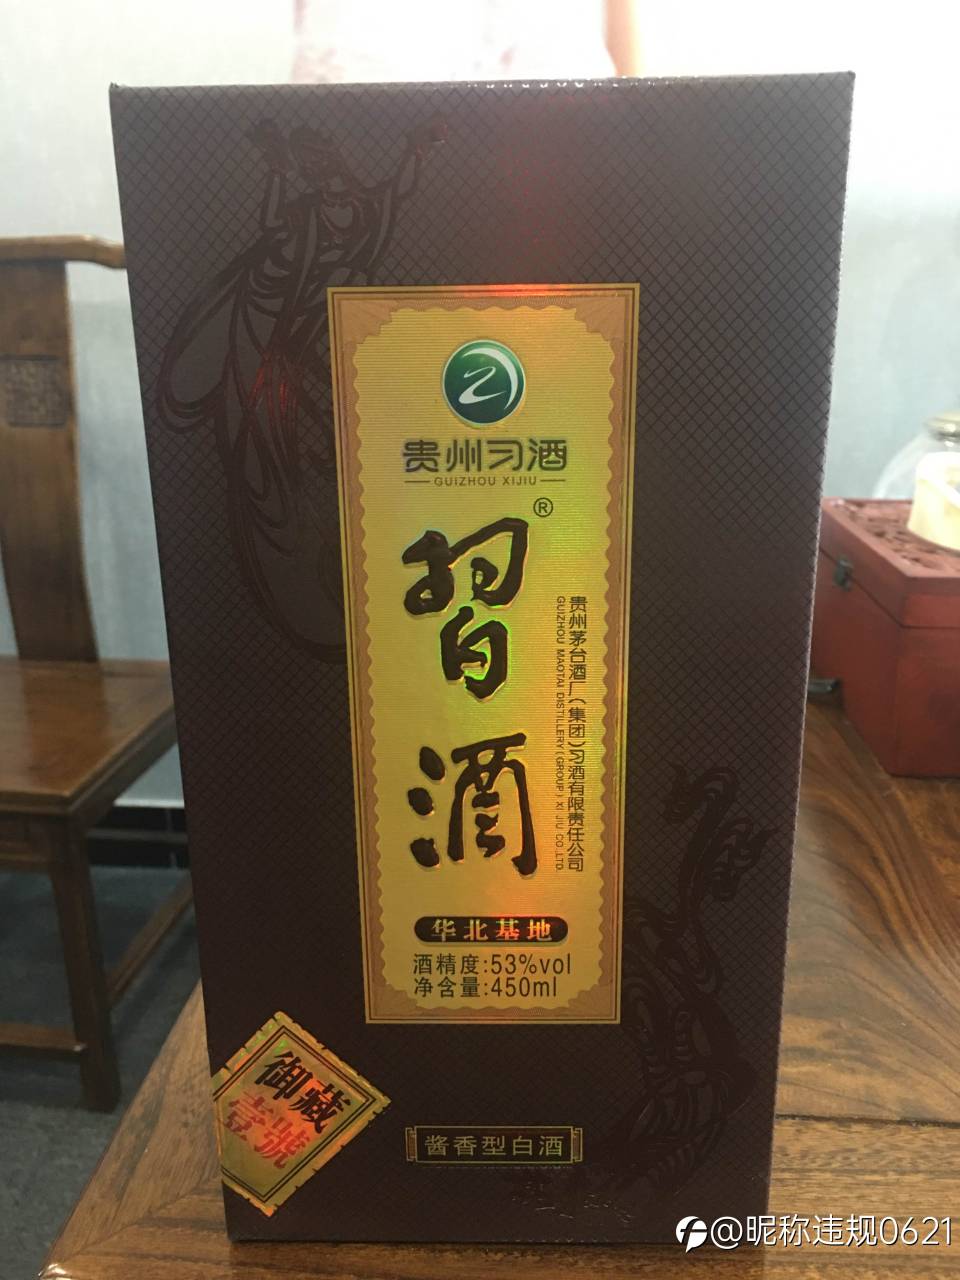 贵州习酒
GUIZHOU XIJIU
®
習酒
贵州茅台酒厂(集团)习酒有限责任公司
GUIZHOU MAOTAI DISTILLERY(GROUP) XI JIU CO.,LTD.
华北基地
酒精度:53%vol
净含量:450ml
御藏
壹號
酱香型白酒
@昵称违规0621